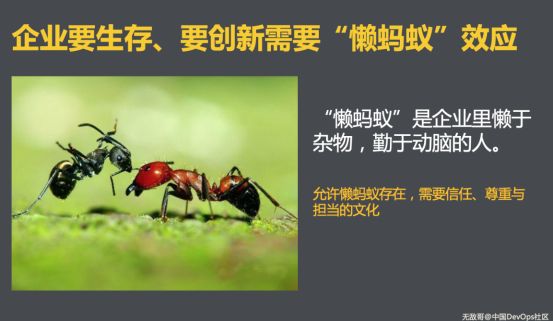 企业要生存、要创新需要“懒蚂蚁”效应
“懒蚂蚁”是企业里懒于
杂物，勤于动脑的人。
允许懒蚂蚁存在，需要信任、尊重与
担当的文化
无敌哥@中国DevOps社区